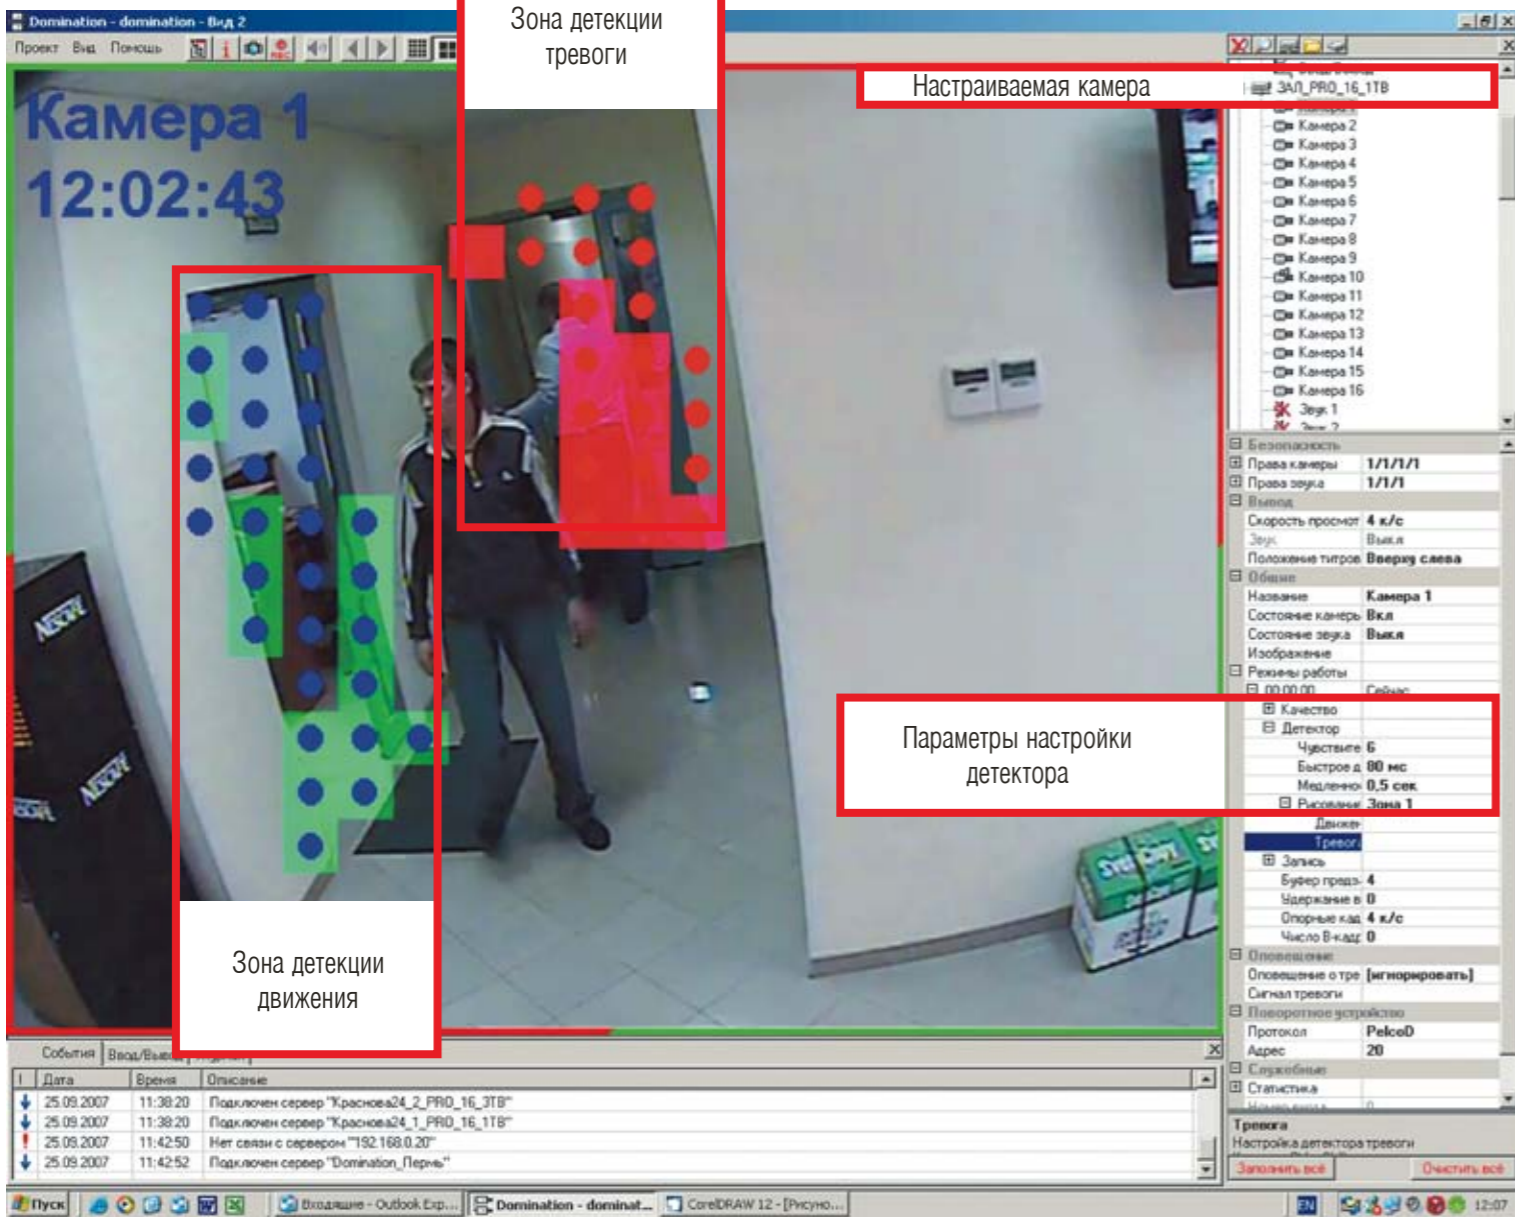 Domination - domination - Вид 2
Проект Вид Помощь
REC
Зона детекции
тревоги
Настраиваемая камера
Камера 1
12:02:43
ЗАЛ_PRO_16_1TB
Камера 1
Камера 2
Камера 3
Камера 4
Камера 5
Камера 6
Камера 7
Камера 8
Камера 9
Камера 10
Камера 11
Камера 12
Камера 13
Камера 14
Камера 15
Камера 16
Звук 1
Звук 2
Безопасность
Права камеры 1/1/1/1
Права звука 1/1/1
Вывод
Скорость просмот 4 к/с
Звук Выкл
Положение титров Вверху слева
Общие
Название Камера 1
Состояние камеры Вкл
Состояние звука Выкл
Изображение
Режимы работы
00:00:00 Сейчас
Качество
Детектор
Чувствите 6
Быстрое д 80 мс
Медленно 0,5 сек
Рисование Зона 1
Движен
Тревога
Запись
Буфер предз- 4
Удержание в 0
Опорные кад 4 к/с
Число B-кадр 0
Оповещение
Оповещение о тре [игнорировать]
Сигнал тревоги
Поворотное устройство
Протокол PelcoD
Адрес 20
Служебные
Статистика
Тревога
Настройка детектора тревоги
Заполнить всё Очистить всё
Параметры настройки
детектора
NESCAFE
NESCAFE
Зона детекции
движения
События Ввод/Вывод
! Дата Время Описание
25.09.2007 11:38:20 Подключен сервер "Краснова24_2_PRO_16_3TB"
25.09.2007 11:38:20 Подключен сервер "Краснова24_1_PRO_16_1TB"
25.09.2007 11:42:50 Нет связи с сервером "192.168.0.20"
25.09.2007 11:42:52 Подключен сервер "Domination_Пермь"
Пуск
Входящие - Outlook Exp...
Domination - dominat...
CorelDRAW 12 - [Рисуно...
EN
12:07